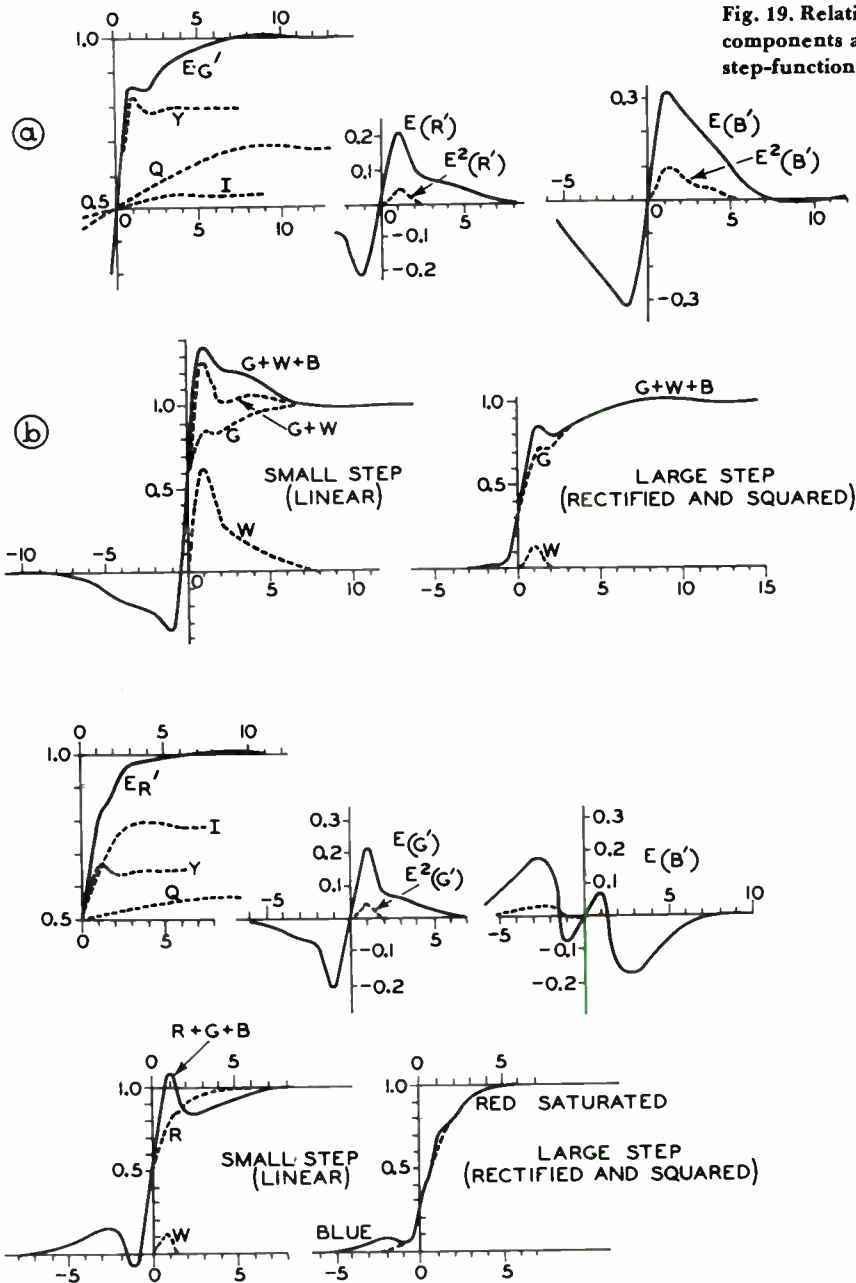 Fig. 19. Relati
components a
step-function
0 5 10
1.0
EG'
Y
Q
I
0.5
0 5 10
ⓐ
0.2
0.1
E(R')
E²(R')
0 5
-0.1
-0.2
0.3
E(B')
E²(B')
-5
0 5 10
-0.3
ⓑ
G+W+B
1.0
G
G+W
SMALL STEP
(LINEAR)
0.5
W
-10 -5
0 5 10
G+W+B
1.0
G
LARGE STEP
(RECTIFIED AND SQUARED)
0.5
W
-5 0 5 10 15
0 5 10
1.0
ER'
I
Y
Q
0.5
0 5
0.3
0.2
0.1
E(G')
E²(G')
-5
5
-0.1
-0.2
0.3
0.2
0.1
E(B')
-5
5 10
-0.1
-0.2
R+G+B
0 5
1.0
R
SMALL STEP
(LINEAR)
0.5
W
-5 0 5
0 5
1.0
RED SATURATED
LARGE STEP
(RECTIFIED AND SQUARED)
0.5
BLUE
-5 0 5